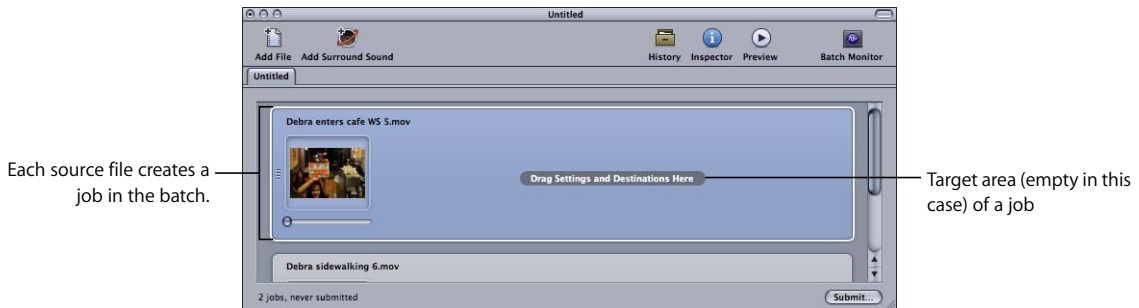 Untitled
Add File Add Surround Sound History Inspector Preview Batch Monitor
Untitled
Debra enters cafe WS 5.mov
Each source file creates a
job in the batch.
Drag Settings and Destinations Here
Target area (empty in this
case) of a job
Debra sidewalking 6.mov
2 jobs, never submitted
Submit...